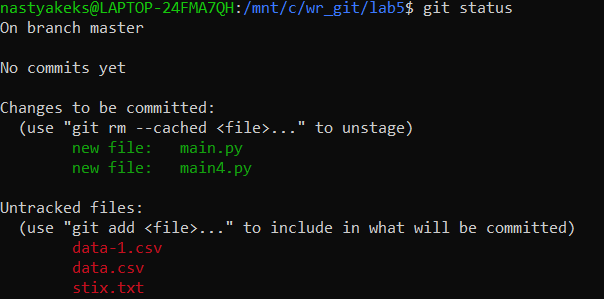 nastyakeks@LAPTOP-24FMA7QH:/mnt/c/wr_git/lab5$ git status
On branch master
No commits yet
Changes to be committed:
  (use "git rm --cached <file>..." to unstage)
        new file:   main.py
        new file:   main4.py
Untracked files:
  (use "git add <file>..." to include in what will be committed)
        data-1.csv
        data.csv
        stix.txt